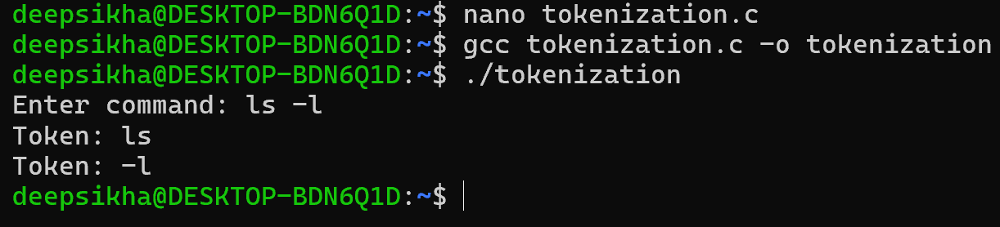 deepsikha@DESKTOP-BDN6Q1D:~$ nano tokenization.c
deepsikha@DESKTOP-BDN6Q1D:~$ gcc tokenization.c -o tokenization
deepsikha@DESKTOP-BDN6Q1D:~$ ./tokenization
Enter command: ls -l
Token: ls
Token: -l
deepsikha@DESKTOP-BDN6Q1D:~$